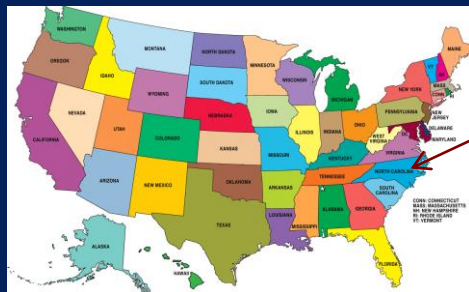 WASHINGTON
MONTANA
NORTH DAKOTA
MINNESOTA
MAINE
OREGON
IDAHO
SOUTH DAKOTA
WISCONSIN
MICHIGAN
VT
NH
NEW YORK
MASS
CONN
RI
WYOMING
NEVADA
NEBRASKA
IOWA
PENNSYLVANIA
NEW
JERSEY
CALIFORNIA
UTAH
COLORADO
ILLINOIS
INDIANA
OHIO
DELAWARE
WEST
VIRGINIA
MARYLAND
KANSAS
MISSOURI
KENTUCKY
VIRGINIA
ARIZONA
NEW MEXICO
OKLAHOMA
ARKANSAS
TENNESSEE
NORTH CAROLINA
SOUTH
CAROLINA
TEXAS
LOUISIANA
MISSISSIPPI
ALABAMA
GEORGIA
FLORIDA
ALASKA
HAWAII
CONN: CONNECTICUT
MASS: MASSACHUSETTS
NH: NEW HAMPSHIRE
RI: RHODE ISLAND
VT: VERMONT